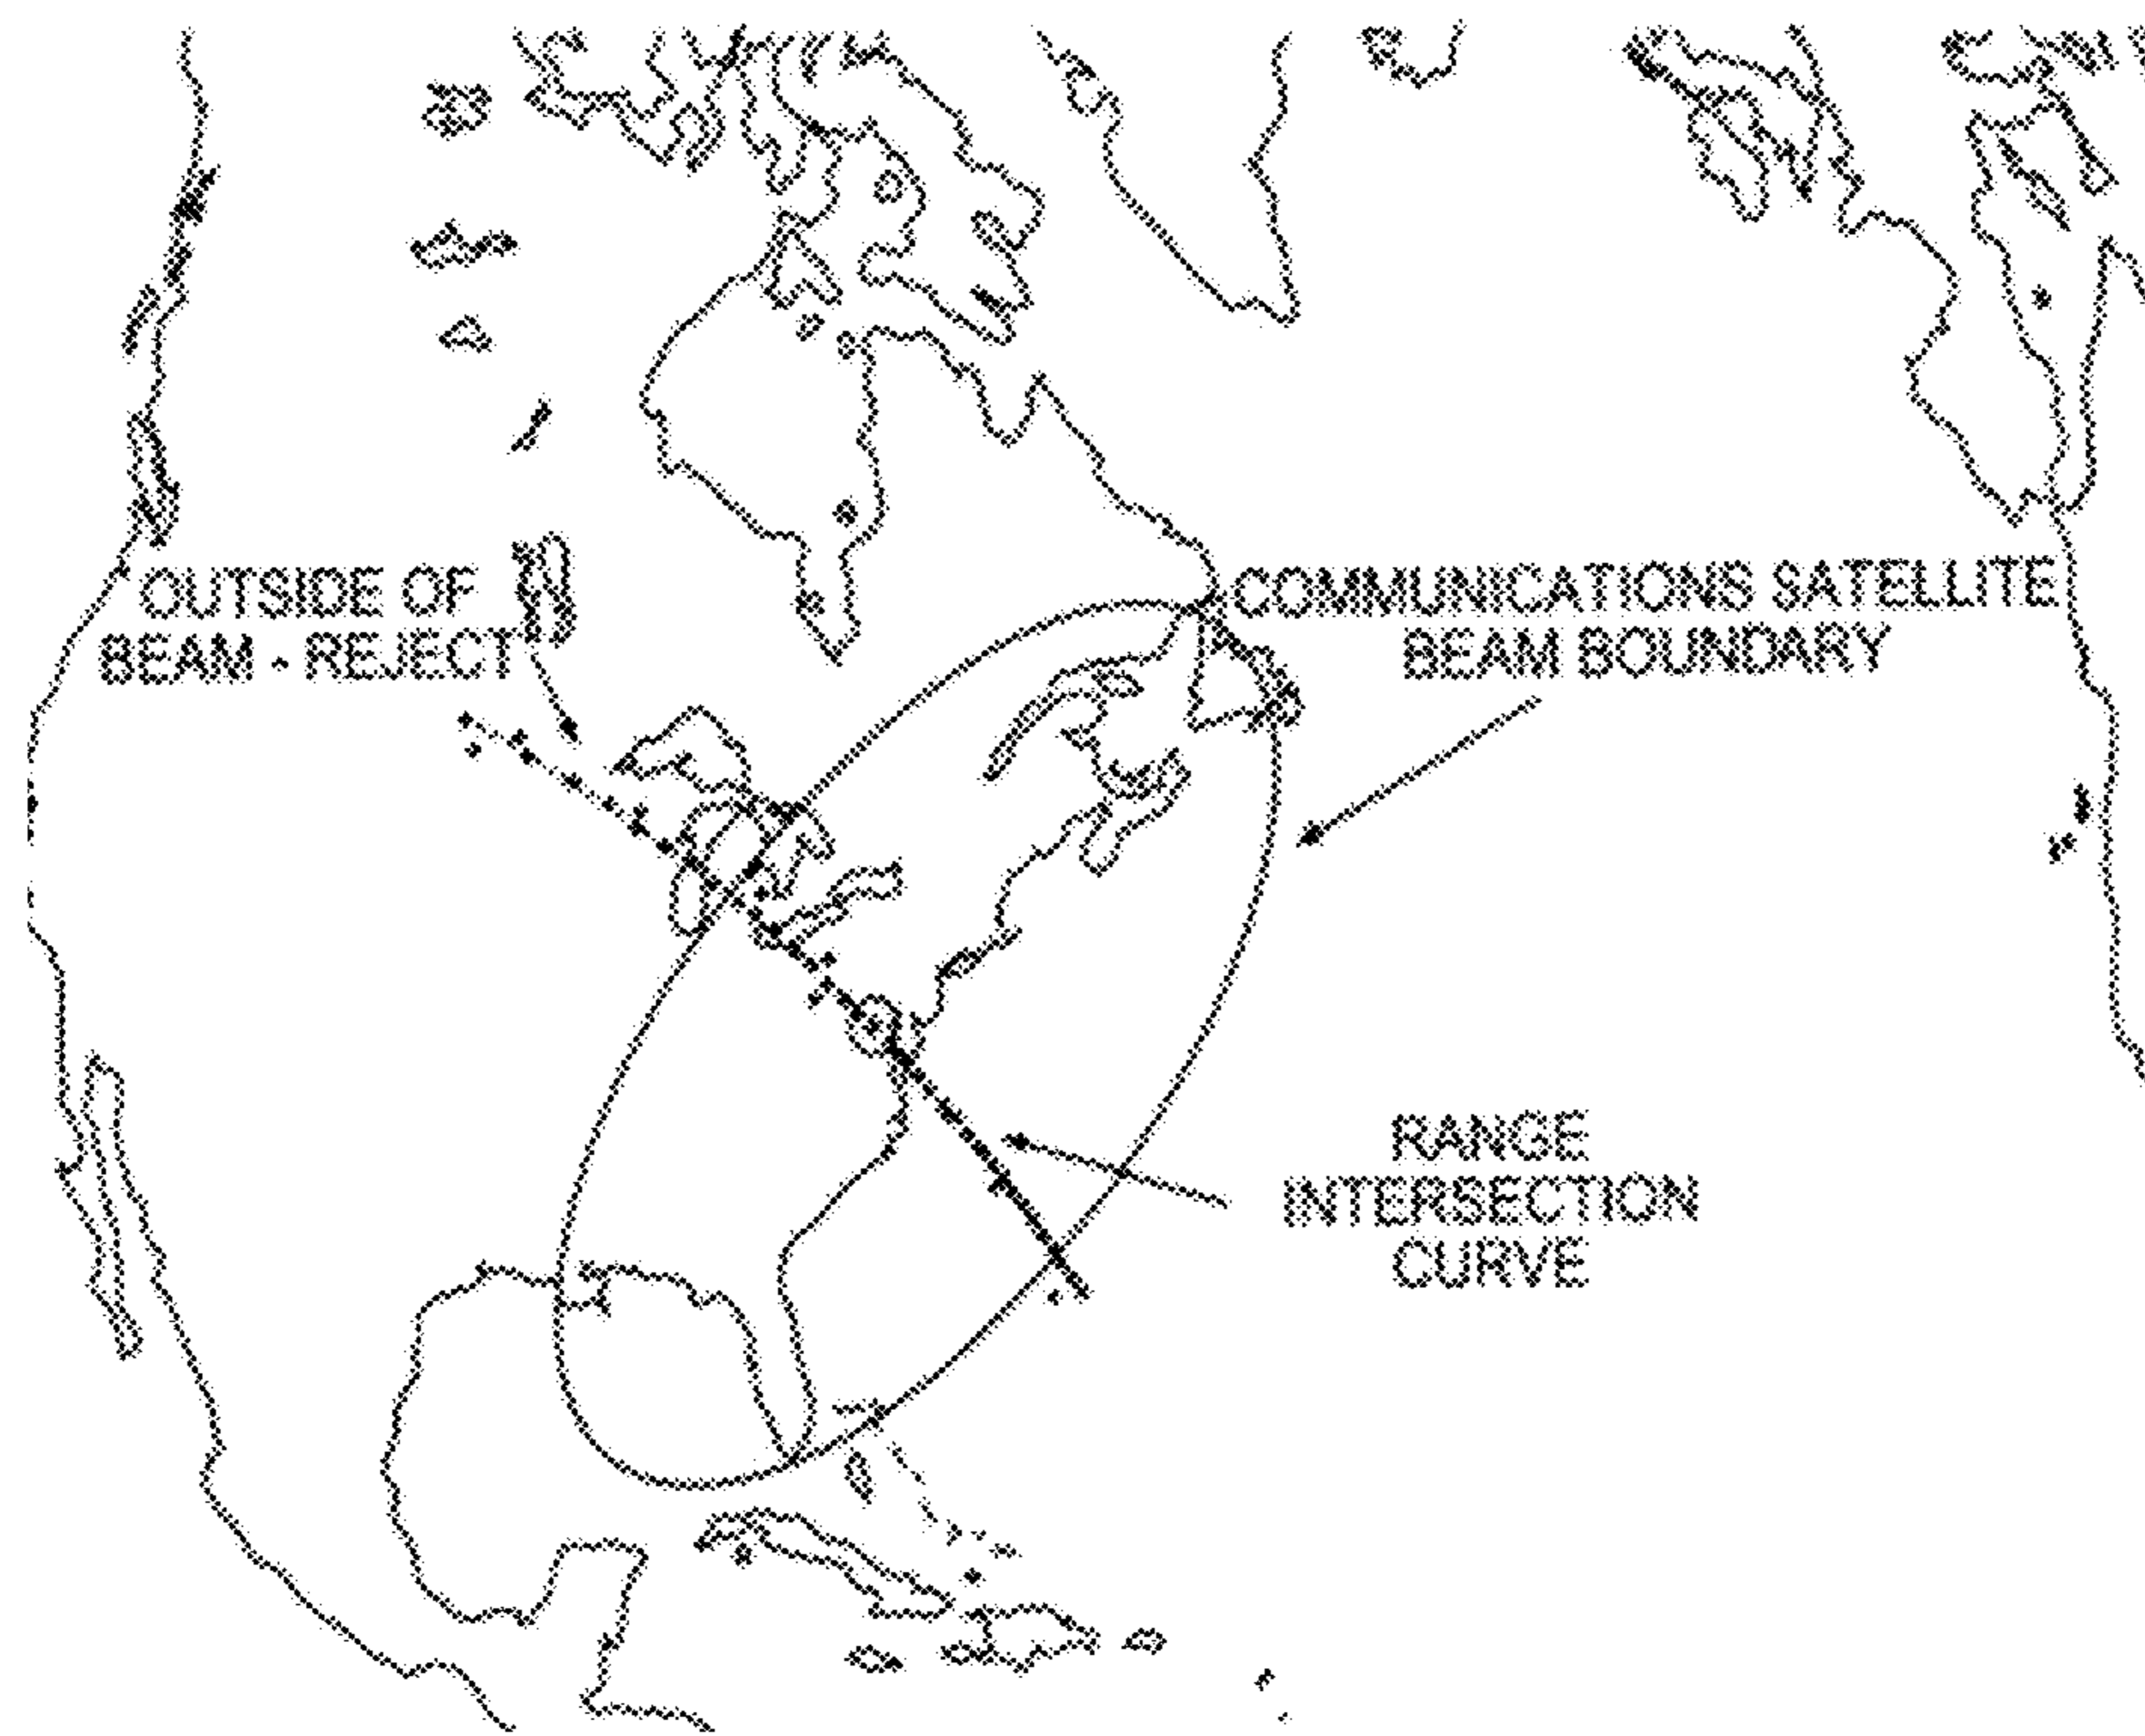 OUTSIDE OF
BEAM - REJECT
COMMUNICATIONS SATELLITE
BEAM BOUNDARY
RANGE
INTERSECTION
CURVE